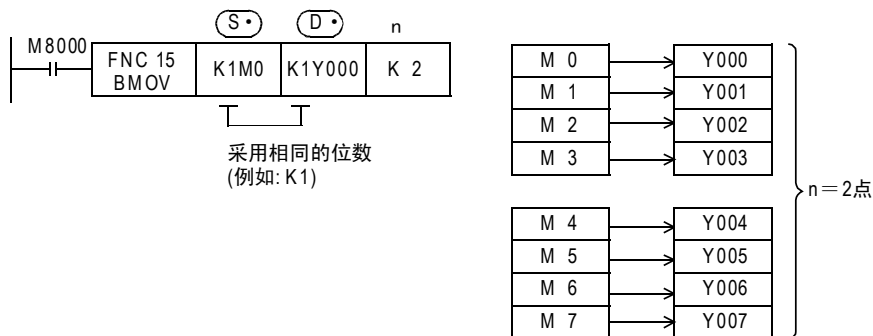 S• D• n
M8000
FNC 15
BMOV
K1M0 K1Y000 K 2
采用相同的位数
(例如: K1)
M 0 Y000
M 1 Y001
M 2 Y002
M 3 Y003
M 4 Y004
M 5 Y005
M 6 Y006
M 7 Y007
n＝2点